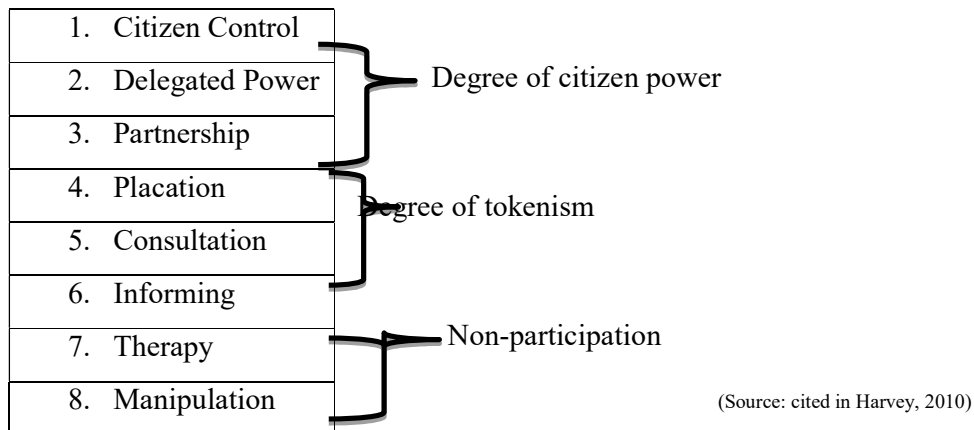 1. Citizen Control
2. Delegated Power
Degree of citizen power
3. Partnership
4. Placation
Degree of tokenism
5. Consultation
6. Informing
7. Therapy
Non-participation
8. Manipulation
(Source: cited in Harvey, 2010)